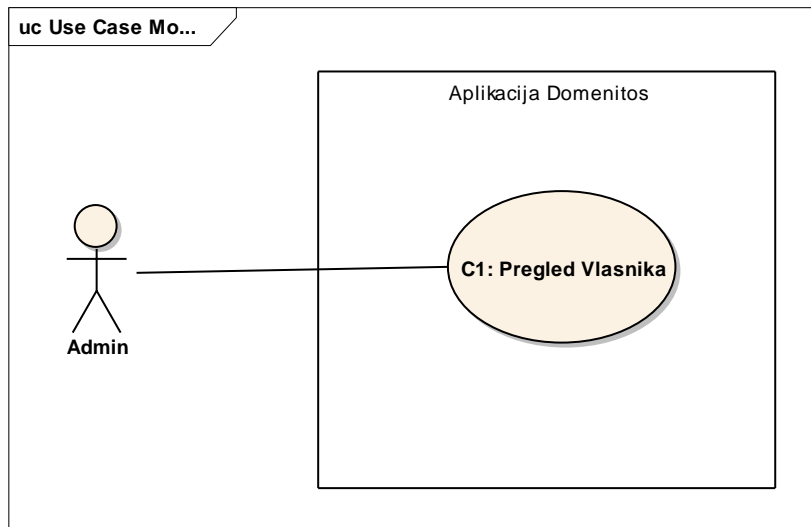 uc Use Case Mo...
Aplikacija Domenitos
C1: Pregled Vlasnika
Admin